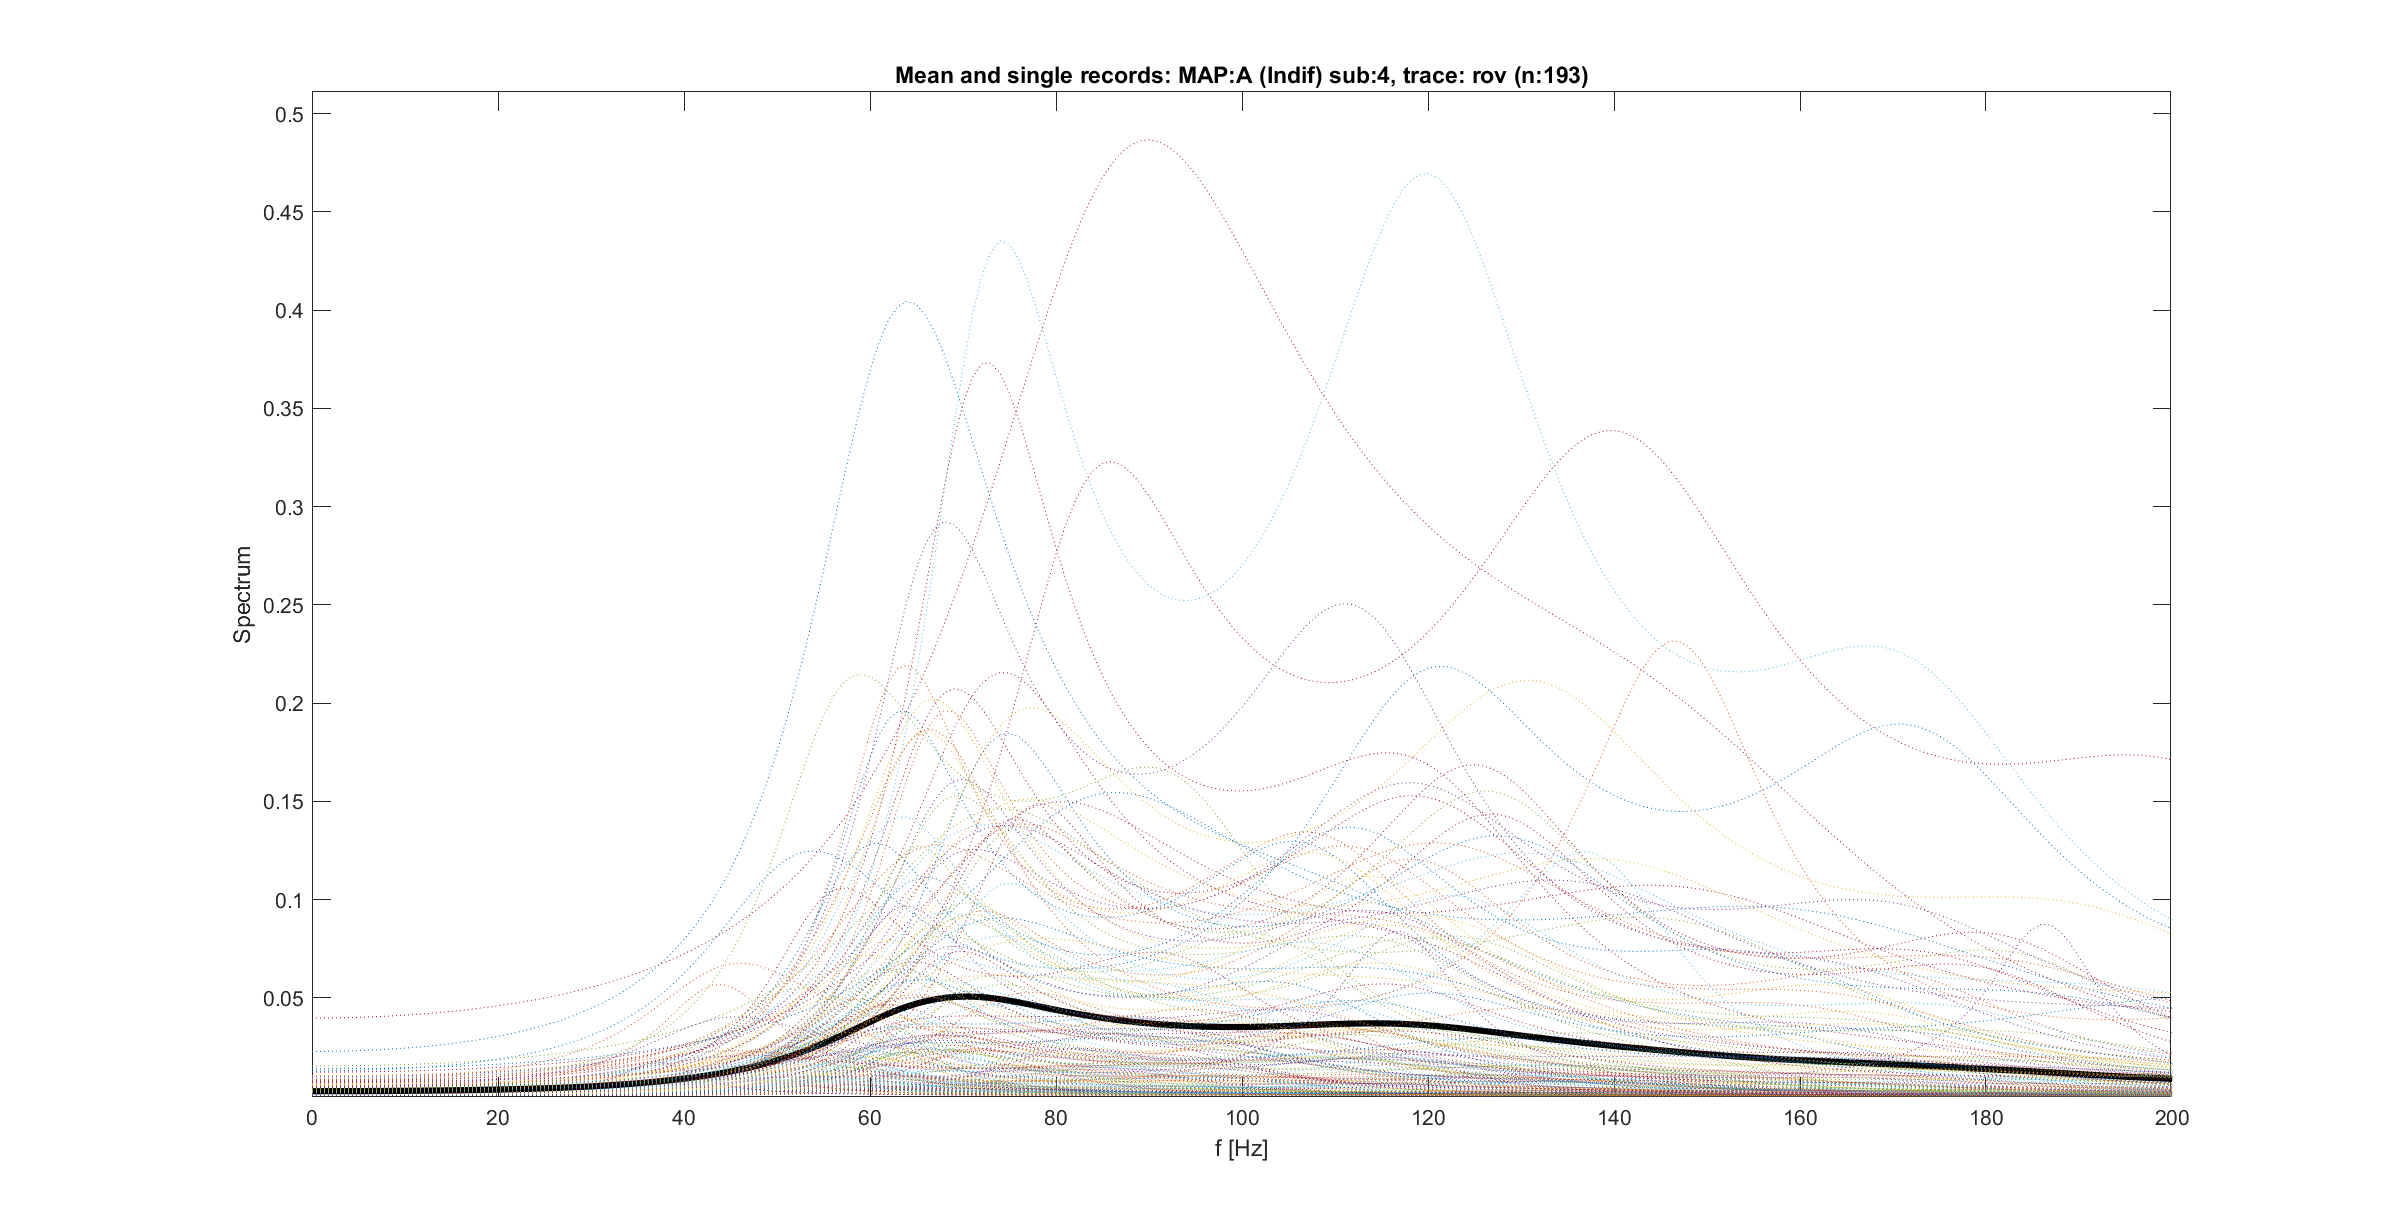 Mean and single records: MAP:A (Indif) sub:4, trace: rov (n:193)
0.5
0.45
0.4
0.35
0.3
0.25
0.2
0.15
0.1
0.05
Spectrum
0 20 40 60 80 100 120 140 160 180 200
f [Hz]